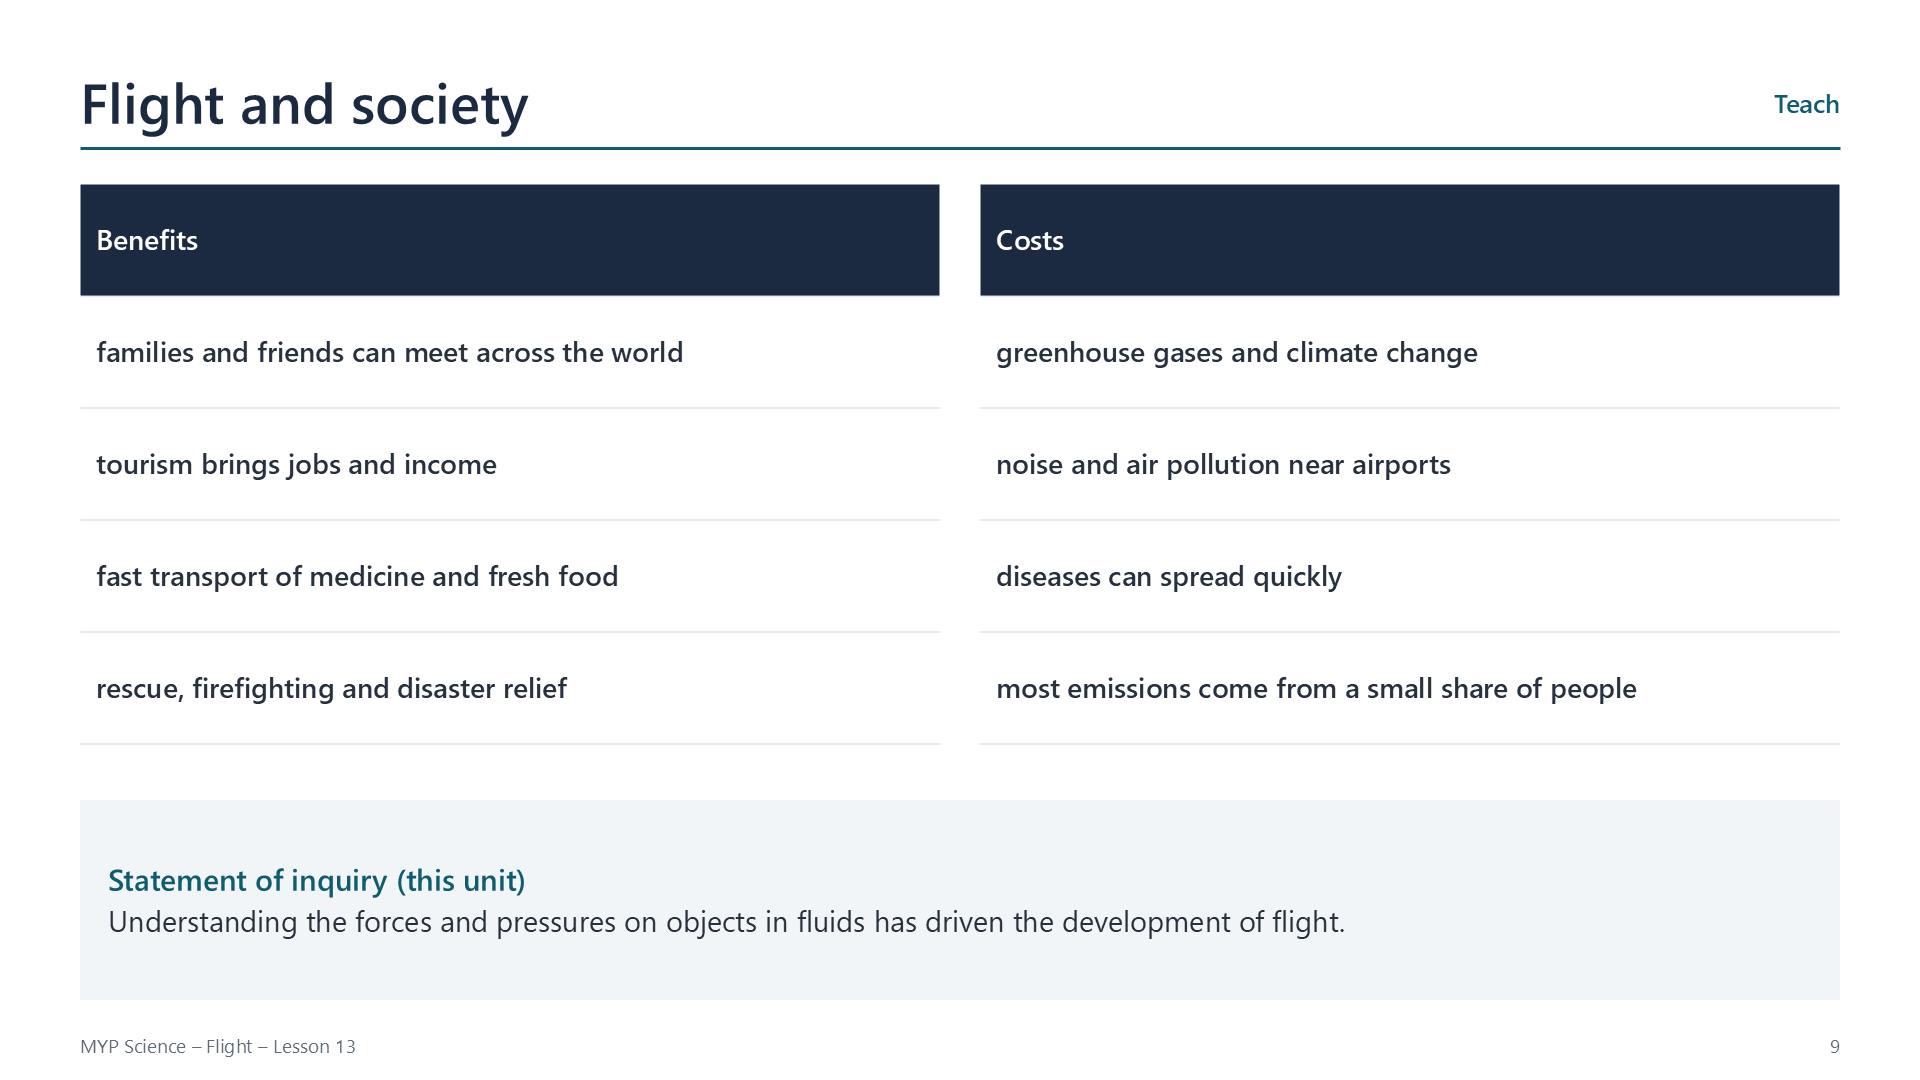 Flight and society
Teach
Benefits
families and friends can meet across the world
tourism brings jobs and income
fast transport of medicine and fresh food
rescue, firefighting and disaster relief
Costs
greenhouse gases and climate change
noise and air pollution near airports
diseases can spread quickly
most emissions come from a small share of people
Statement of inquiry (this unit)
Understanding the forces and pressures on objects in fluids has driven the development of flight.
MYP Science – Flight – Lesson 13
9